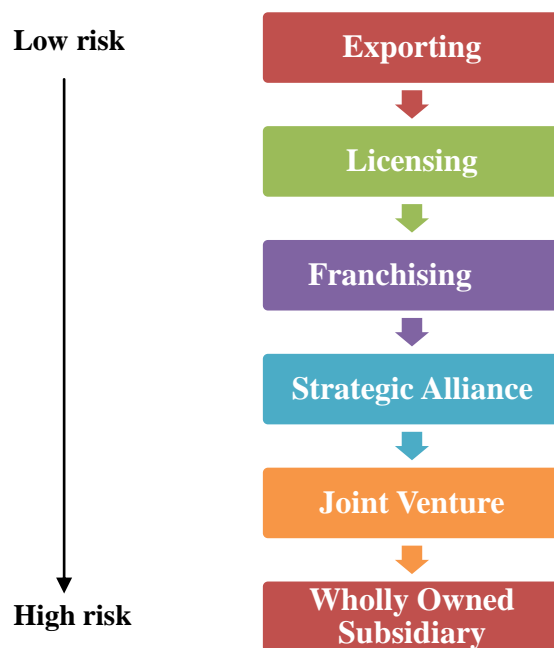 Low risk
Exporting
Licensing
Franchising
Strategic Alliance
Joint Venture
High risk
Wholly Owned
Subsidiary